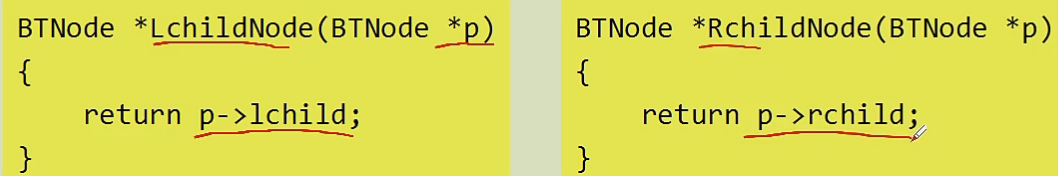 BTNode *LchildNode(BTNode *p)
{
    return p->lchild;
}
BTNode *RchildNode(BTNode *p)
{
    return p->rchild;
}